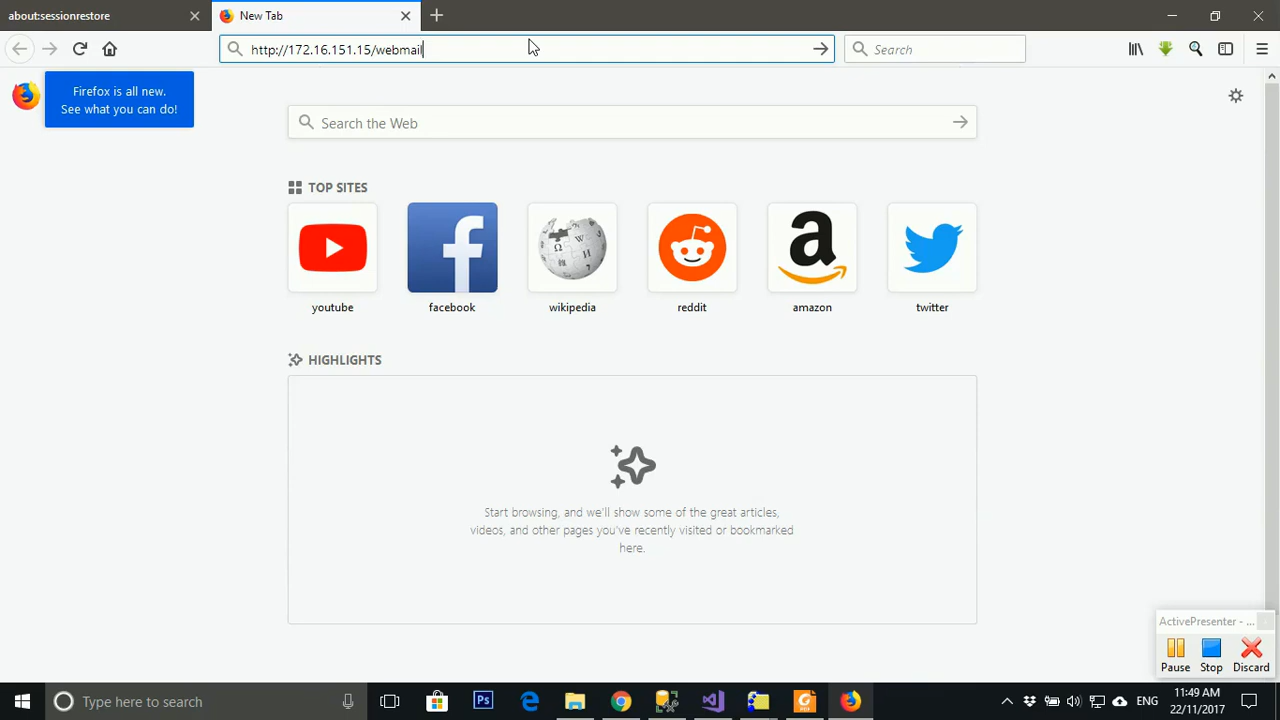 about:sessionrestore
New Tab
http://172.16.151.15/webmail
Search
Firefox is all new.
See what you can do!
Search the Web
TOP SITES
youtube
facebook
wikipedia
reddit
amazon
twitter
HIGHLIGHTS
Start browsing, and we'll show some of the great articles,
videos, and other pages you've recently visited or bookmarked
here.
ActivePresenter - ...
Pause
Stop
Discard
Type here to search
Ps
ENG
11:49 AM
22/11/2017